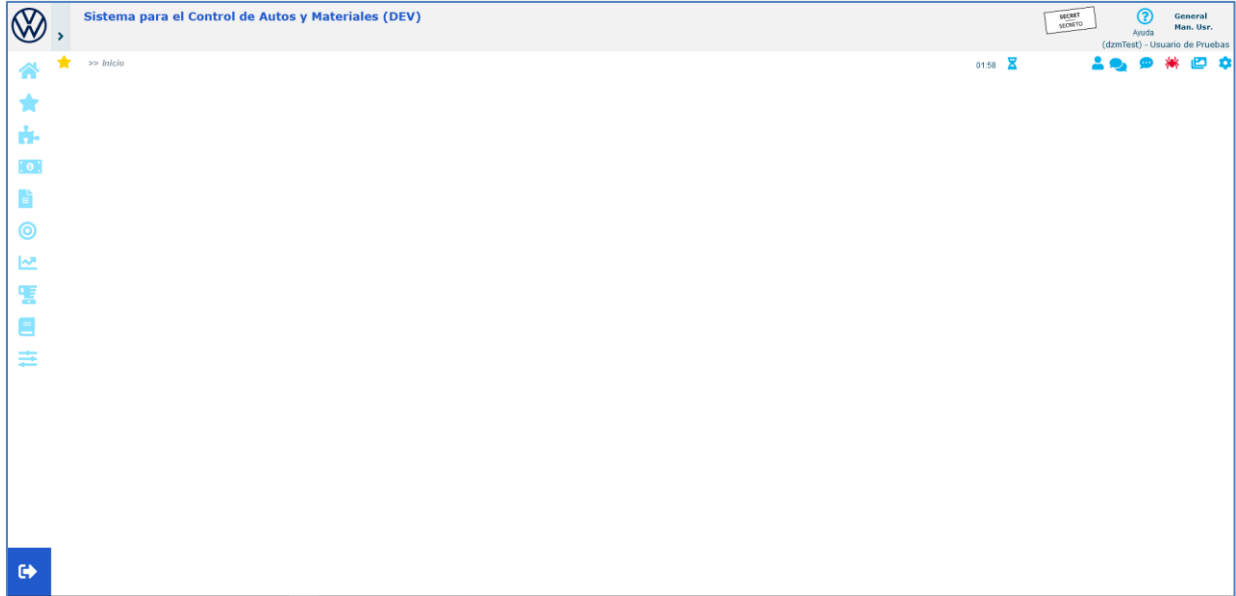 Sistema para el Control de Autos y Materiales (DEV)
SECRET
SECRETO
Ayuda
General
Man. Usr.
(dzmTest) - Usuario de Pruebas
>> Inicio
01:58